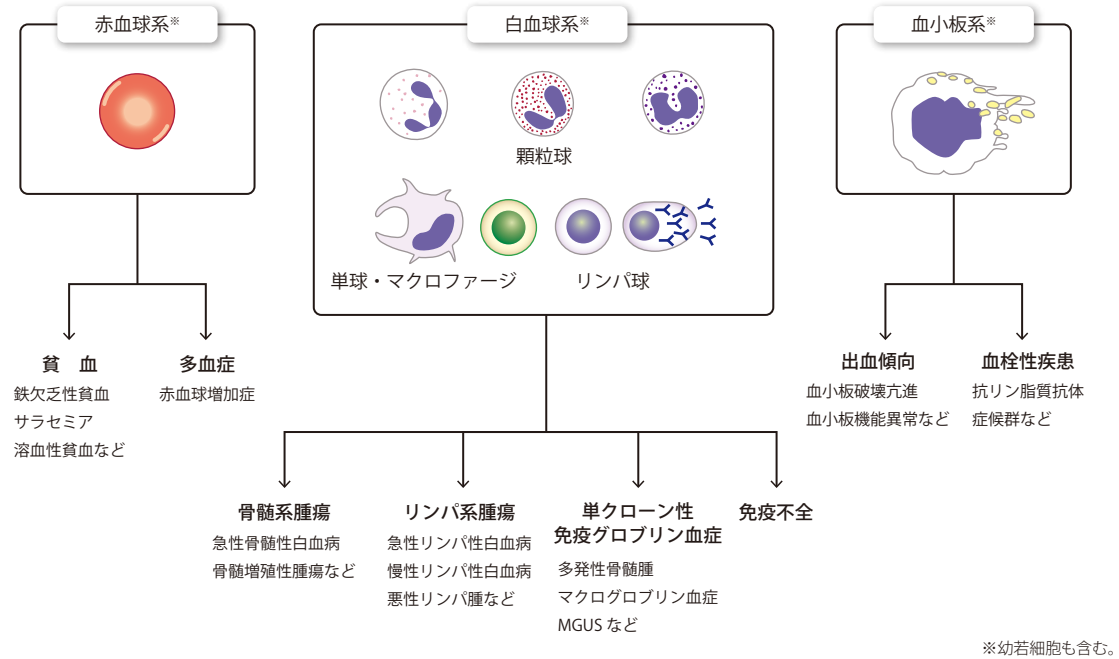 赤血球系※
白血球系※
血小板系※
顆粒球
単球・マクロファージ
リンパ球
貧　血
鉄欠乏性貧血
サラセミア
溶血性貧血など
多血症
赤血球増加症
骨髄系腫瘍
急性骨髄性白血病
骨髄増殖性腫瘍など
リンパ系腫瘍
急性リンパ性白血病
慢性リンパ性白血病
悪性リンパ腫など
単クローン性
免疫グロブリン血症
多発性骨髄腫
マクログロブリン血症
MGUS など
免疫不全
出血傾向
血小板破壊亢進
血小板機能異常など
血栓性疾患
抗リン脂質抗体
症候群など
※幼若細胞も含む。